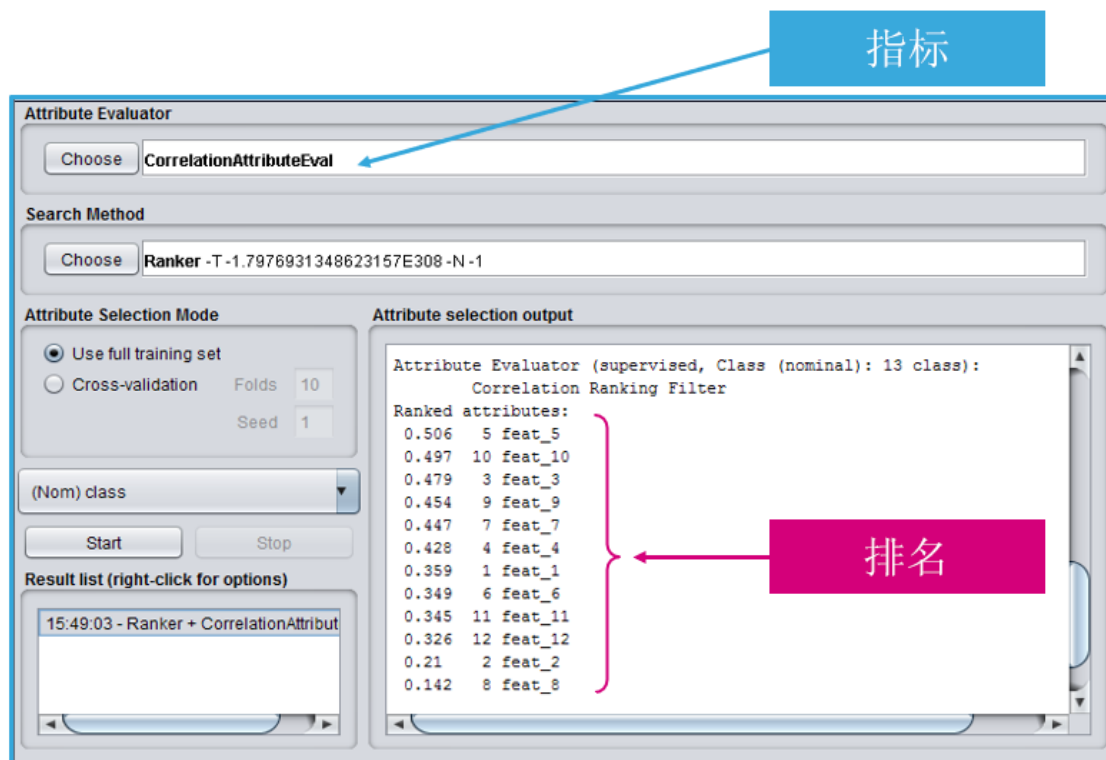 指标
Attribute Evaluator
Choose CorrelationAttributeEval
Search Method
Choose Ranker -T -1.7976931348623157E308 -N -1
Attribute Selection Mode
Use full training set
Cross-validation Folds 10
Seed 1
(Nom) class
Start Stop
Result list (right-click for options)
15:49:03 - Ranker + CorrelationAttribut
Attribute selection output
Attribute Evaluator (supervised, Class (nominal): 13 class):
Correlation Ranking Filter
Ranked attributes:
0.506 5 feat_5
0.497 10 feat_10
0.479 3 feat_3
0.454 9 feat_9
0.447 7 feat_7
0.428 4 feat_4
0.359 1 feat_1
0.349 6 feat_6
0.345 11 feat_11
0.326 12 feat_12
0.21 2 feat_2
0.142 8 feat_8
排名